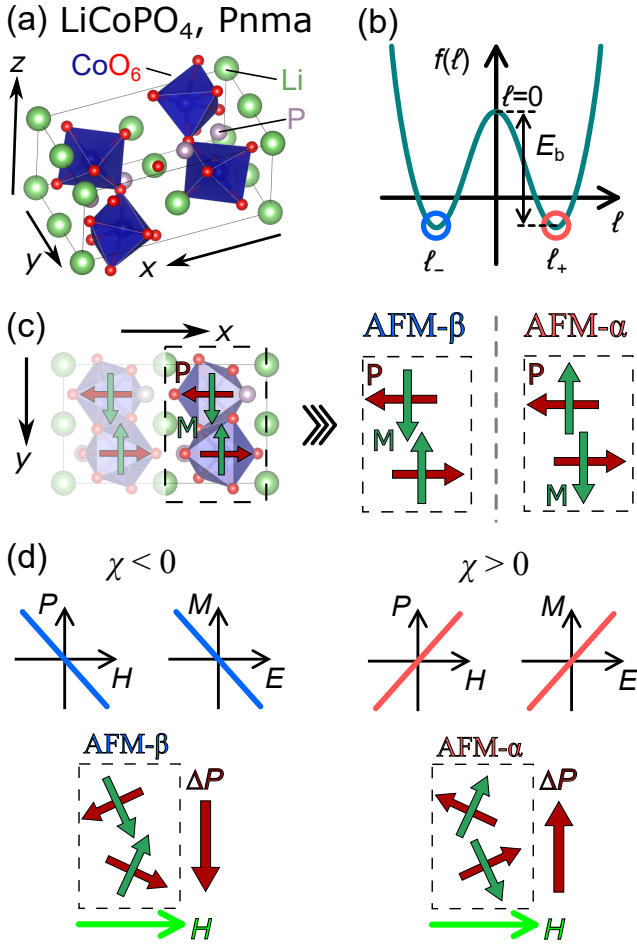 (a) LiCoPO4, Pnma
z
CoO6
Li
P
y
x
(b)
f(ℓ)
ℓ=0
Eb
ℓ
ℓ-
ℓ+
(c)
x
y
P
M
AFM-β
P
M
AFM-α
P
M
(d)
χ < 0
χ > 0
P
H
M
E
P
H
M
E
AFM-β
ΔP
H
AFM-α
ΔP
H